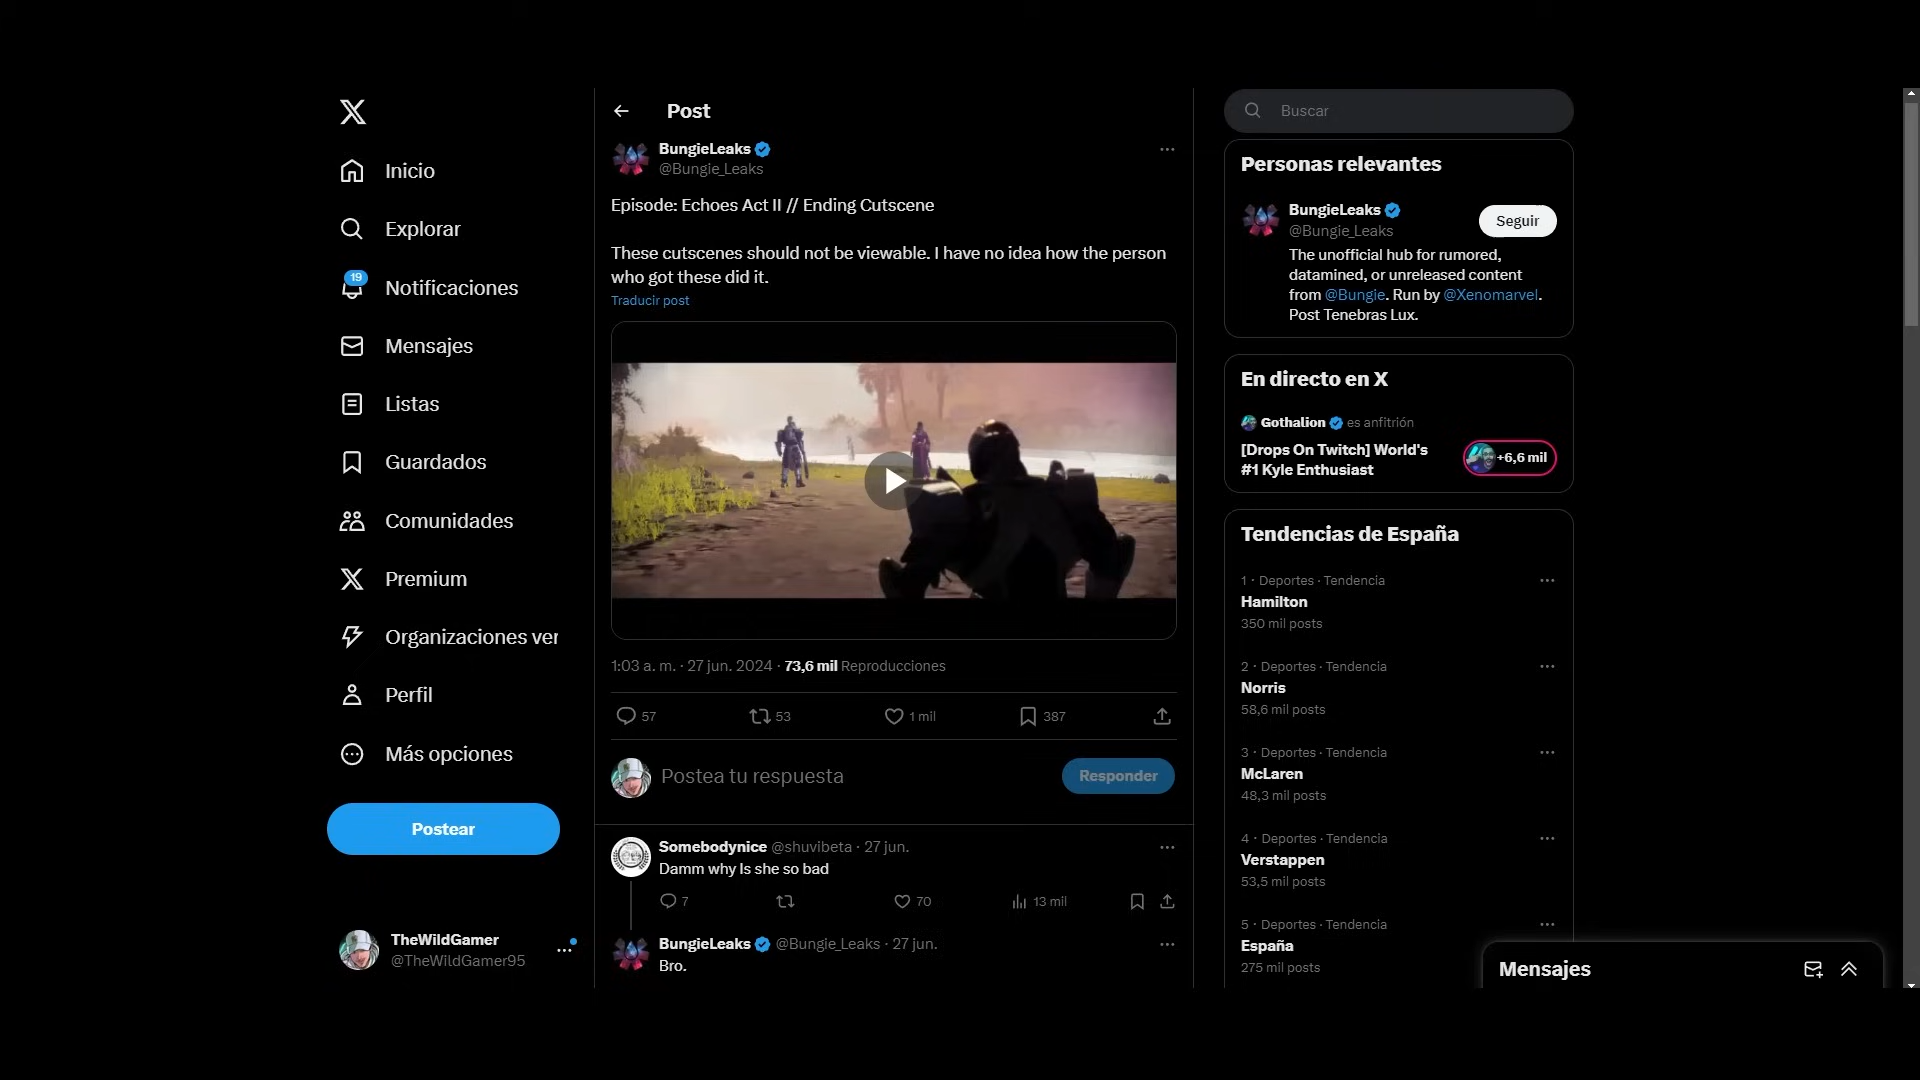 Inicio
Explorar
19
Notificaciones
Mensajes
Listas
Guardados
Comunidades
Premium
Organizaciones ver
Perfil
Más opciones
Postear
TheWildGamer
@TheWildGamer95
Post
BungieLeaks
@Bungie_Leaks
Episode: Echoes Act II // Ending Cutscene
These cutscenes should not be viewable. I have no idea how the person
who got these did it.
Traducir post
1:03 a. m. · 27 jun. 2024 · 73,6 mil Reproducciones
57 53 1 mil 387
Postea tu respuesta
Responder
Somebodynice @shuvibeta · 27 jun.
Damm why Is she so bad
7 70 13 mil
BungieLeaks @Bungie_Leaks · 27 jun.
Bro.
Buscar
Personas relevantes
BungieLeaks
@Bungie_Leaks
Seguir
The unofficial hub for rumored,
datamined, or unreleased content
from @Bungie. Run by @Xenomarvel.
Post Tenebras Lux.
En directo en X
Gothalion es anfitrión
[Drops On Twitch] World's
#1 Kyle Enthusiast
+6,6 mil
Tendencias de España
1 · Deportes · Tendencia
Hamilton
350 mil posts
2 · Deportes · Tendencia
Norris
58,6 mil posts
3 · Deportes · Tendencia
McLaren
48,3 mil posts
4 · Deportes · Tendencia
Verstappen
53,5 mil posts
5 · Deportes · Tendencia
España
275 mil posts
Mensajes